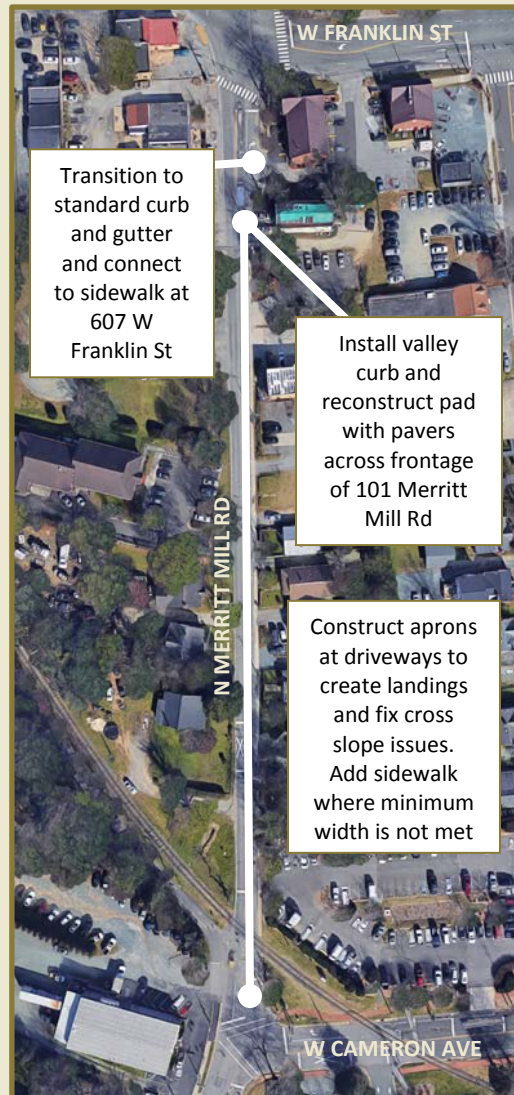 W FRANKLIN ST
Transition to
standard curb
and gutter
and connect
to sidewalk at
607 W
Franklin St
Install valley
curb and
reconstruct pad
with pavers
across frontage
of 101 Merritt
Mill Rd
N MERRITT MILL RD
Construct aprons
at driveways to
create landings
and fix cross
slope issues.
Add sidewalk
where minimum
width is not met
W CAMERON AVE